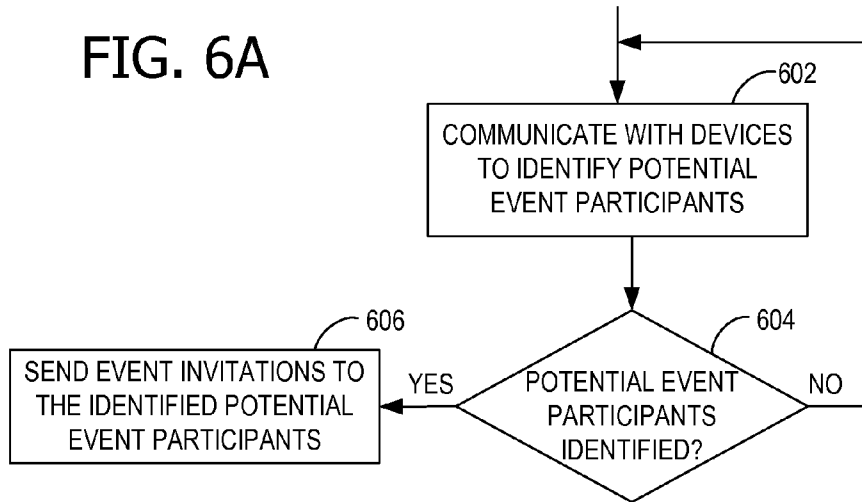 FIG. 6A
602
COMMUNICATE WITH DEVICES
TO IDENTIFY POTENTIAL
EVENT PARTICIPANTS
604
POTENTIAL EVENT
PARTICIPANTS
IDENTIFIED?
YES
NO
606
SEND EVENT INVITATIONS TO
THE IDENTIFIED POTENTIAL
EVENT PARTICIPANTS